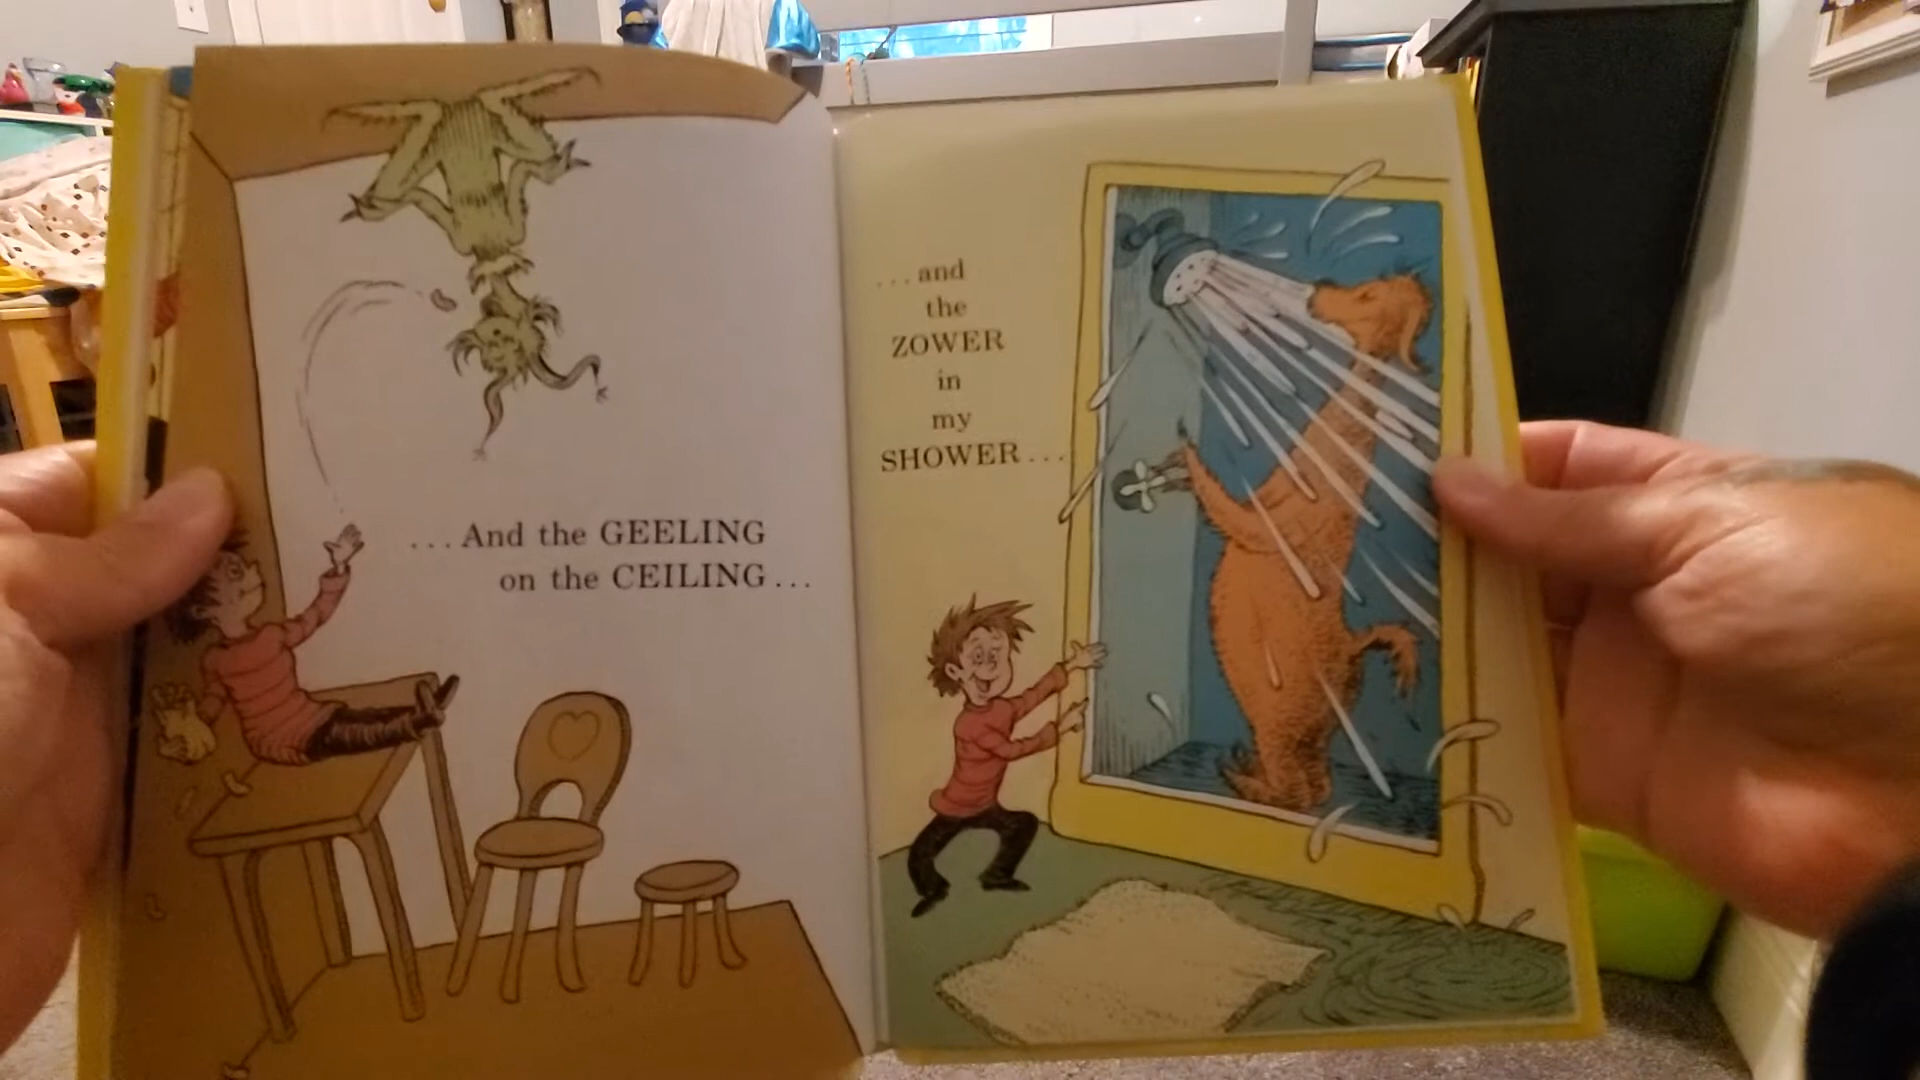 ...And the GEELING
on the CEILING...
...and
the
ZOWER
in
my
SHOWER...